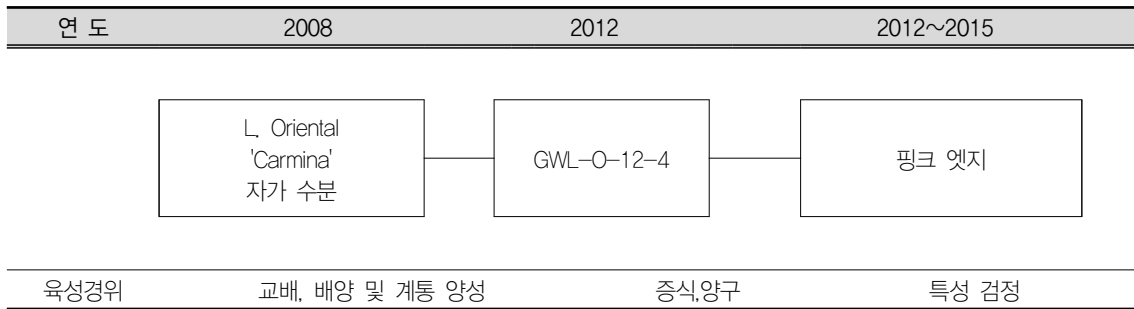 연 도 2008 2012 2012~2015
L. Oriental
'Carmina'
자가 수분
GWL-O-12-4
핑크 엣지
육성경위 교배, 배양 및 계통 양성 증식,양구 특성 검정